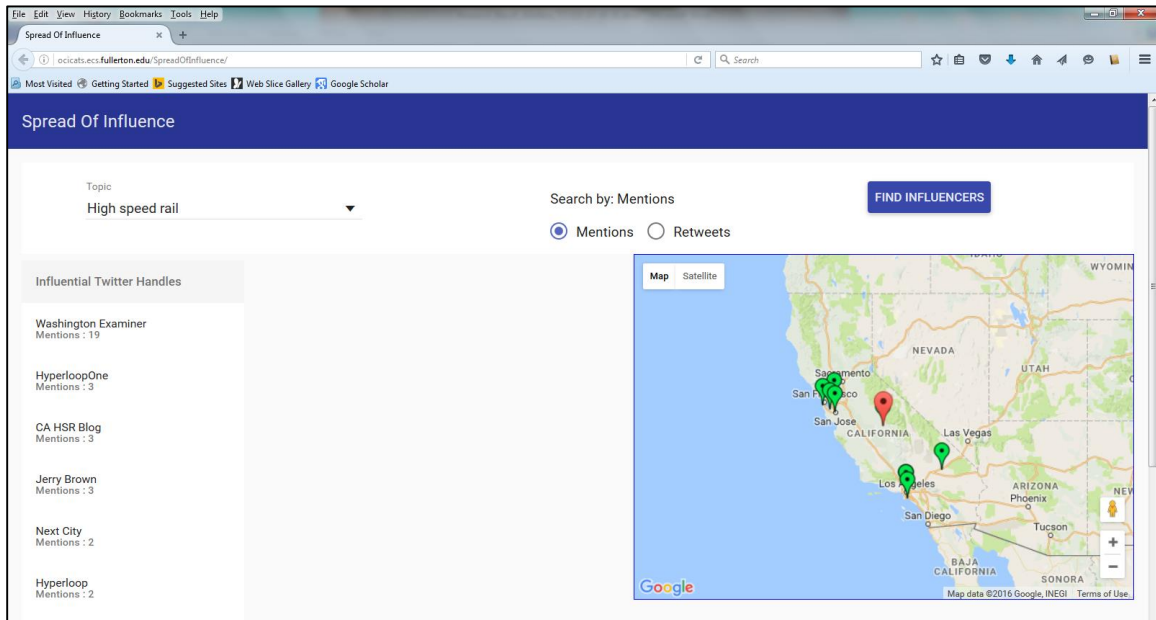 File Edit View History Bookmarks Tools Help
Spread Of Influence × +
ocicats.ecs.fullerton.edu/SpreadOfInfluence/
Search
Most Visited Getting Started Suggested Sites Web Slice Gallery Google Scholar
Spread Of Influence
Topic
High speed rail
Search by: Mentions
Mentions Retweets
FIND INFLUENCERS
Influential Twitter Handles
Washington Examiner
Mentions : 19
HyperloopOne
Mentions : 3
CA HSR Blog
Mentions : 3
Jerry Brown
Mentions : 3
Next City
Mentions : 2
Hyperloop
Mentions : 2
Map Satellite
WYOMIN
NEVADA
UTAH
Sacramento
San Francisco
San Jose
CALIFORNIA
Las Vegas
Los Angeles
ARIZONA
Phoenix
NEW
San Diego
Tucson
BAJA
CALIFORNIA
SONORA
Google
Map data ©2016 Google, INEGI Terms of Use